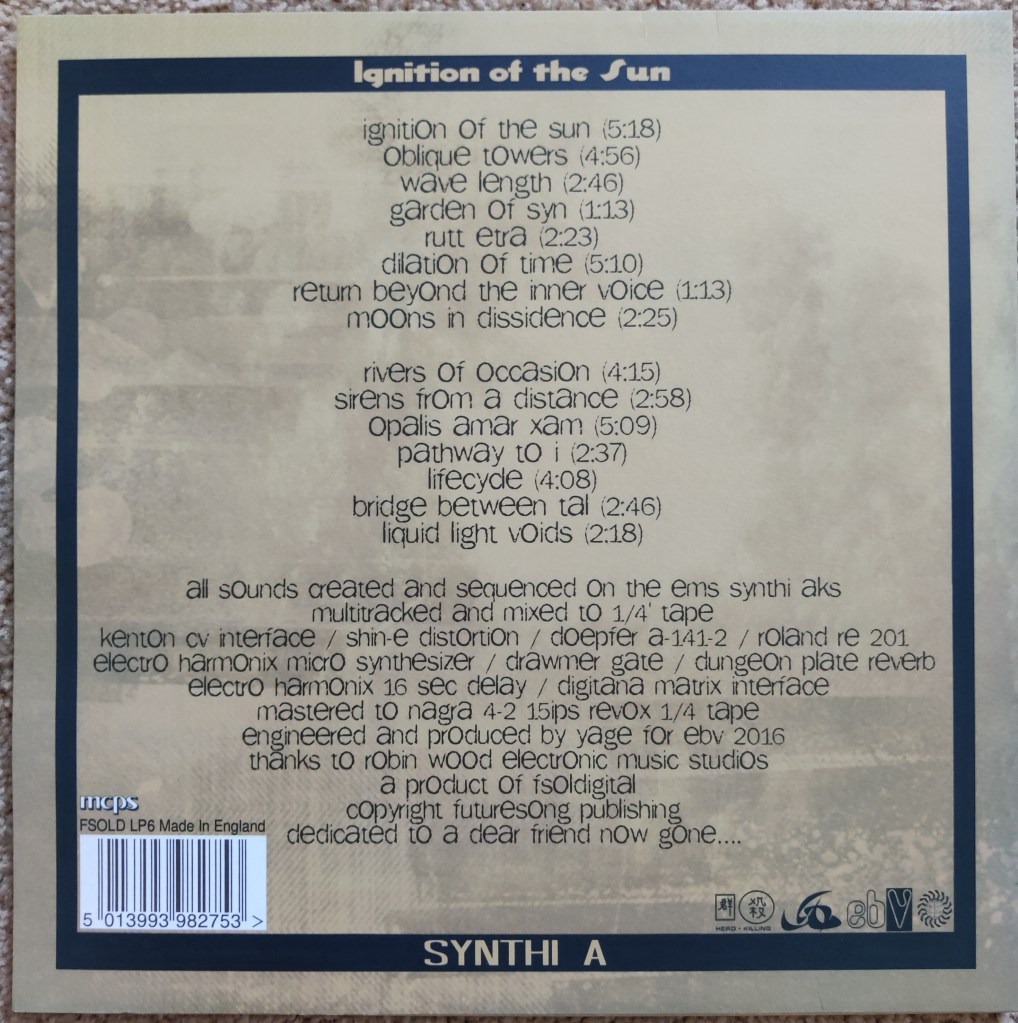 Ignition of the Sun
ignition of the sun (5:18)
oblique towers (4:56)
wave length (2:46)
garden of syn (1:13)
rutt etra (2:23)
dilation of time (5:10)
return beyond the inner voice (1:13)
moons in dissidence (2:25)
rivers of occasion (4:15)
sirens from a distance (2:58)
opalis amar xam (5:09)
pathway to i (2:37)
lifecycle (4:08)
bridge between tal (2:46)
liquid light voids (2:18)
all sounds created and sequenced on the ems synthi aks
multitracked and mixed to 1/4' tape
kenton cv interface / shin-e distortion / doepfer a-141-2 / roland re 201
electro harmonix micro synthesizer / drawmer gate / dungeon plate reverb
electro harmonix 16 sec delay / digitana matrix interface
mastered to nagra 4-2 15ips revox 1/4 tape
engineered and produced by yage for ebv 2016
thanks to robin wood electronic music studios
a product of fsoldigital
copyright futuresong publishing
dedicated to a dear friend now gone....
mcps
FSOLD LP6 Made In England
5 013993 982753 >
群 殺
HERD • KILLING
ebV
SYNTHI A